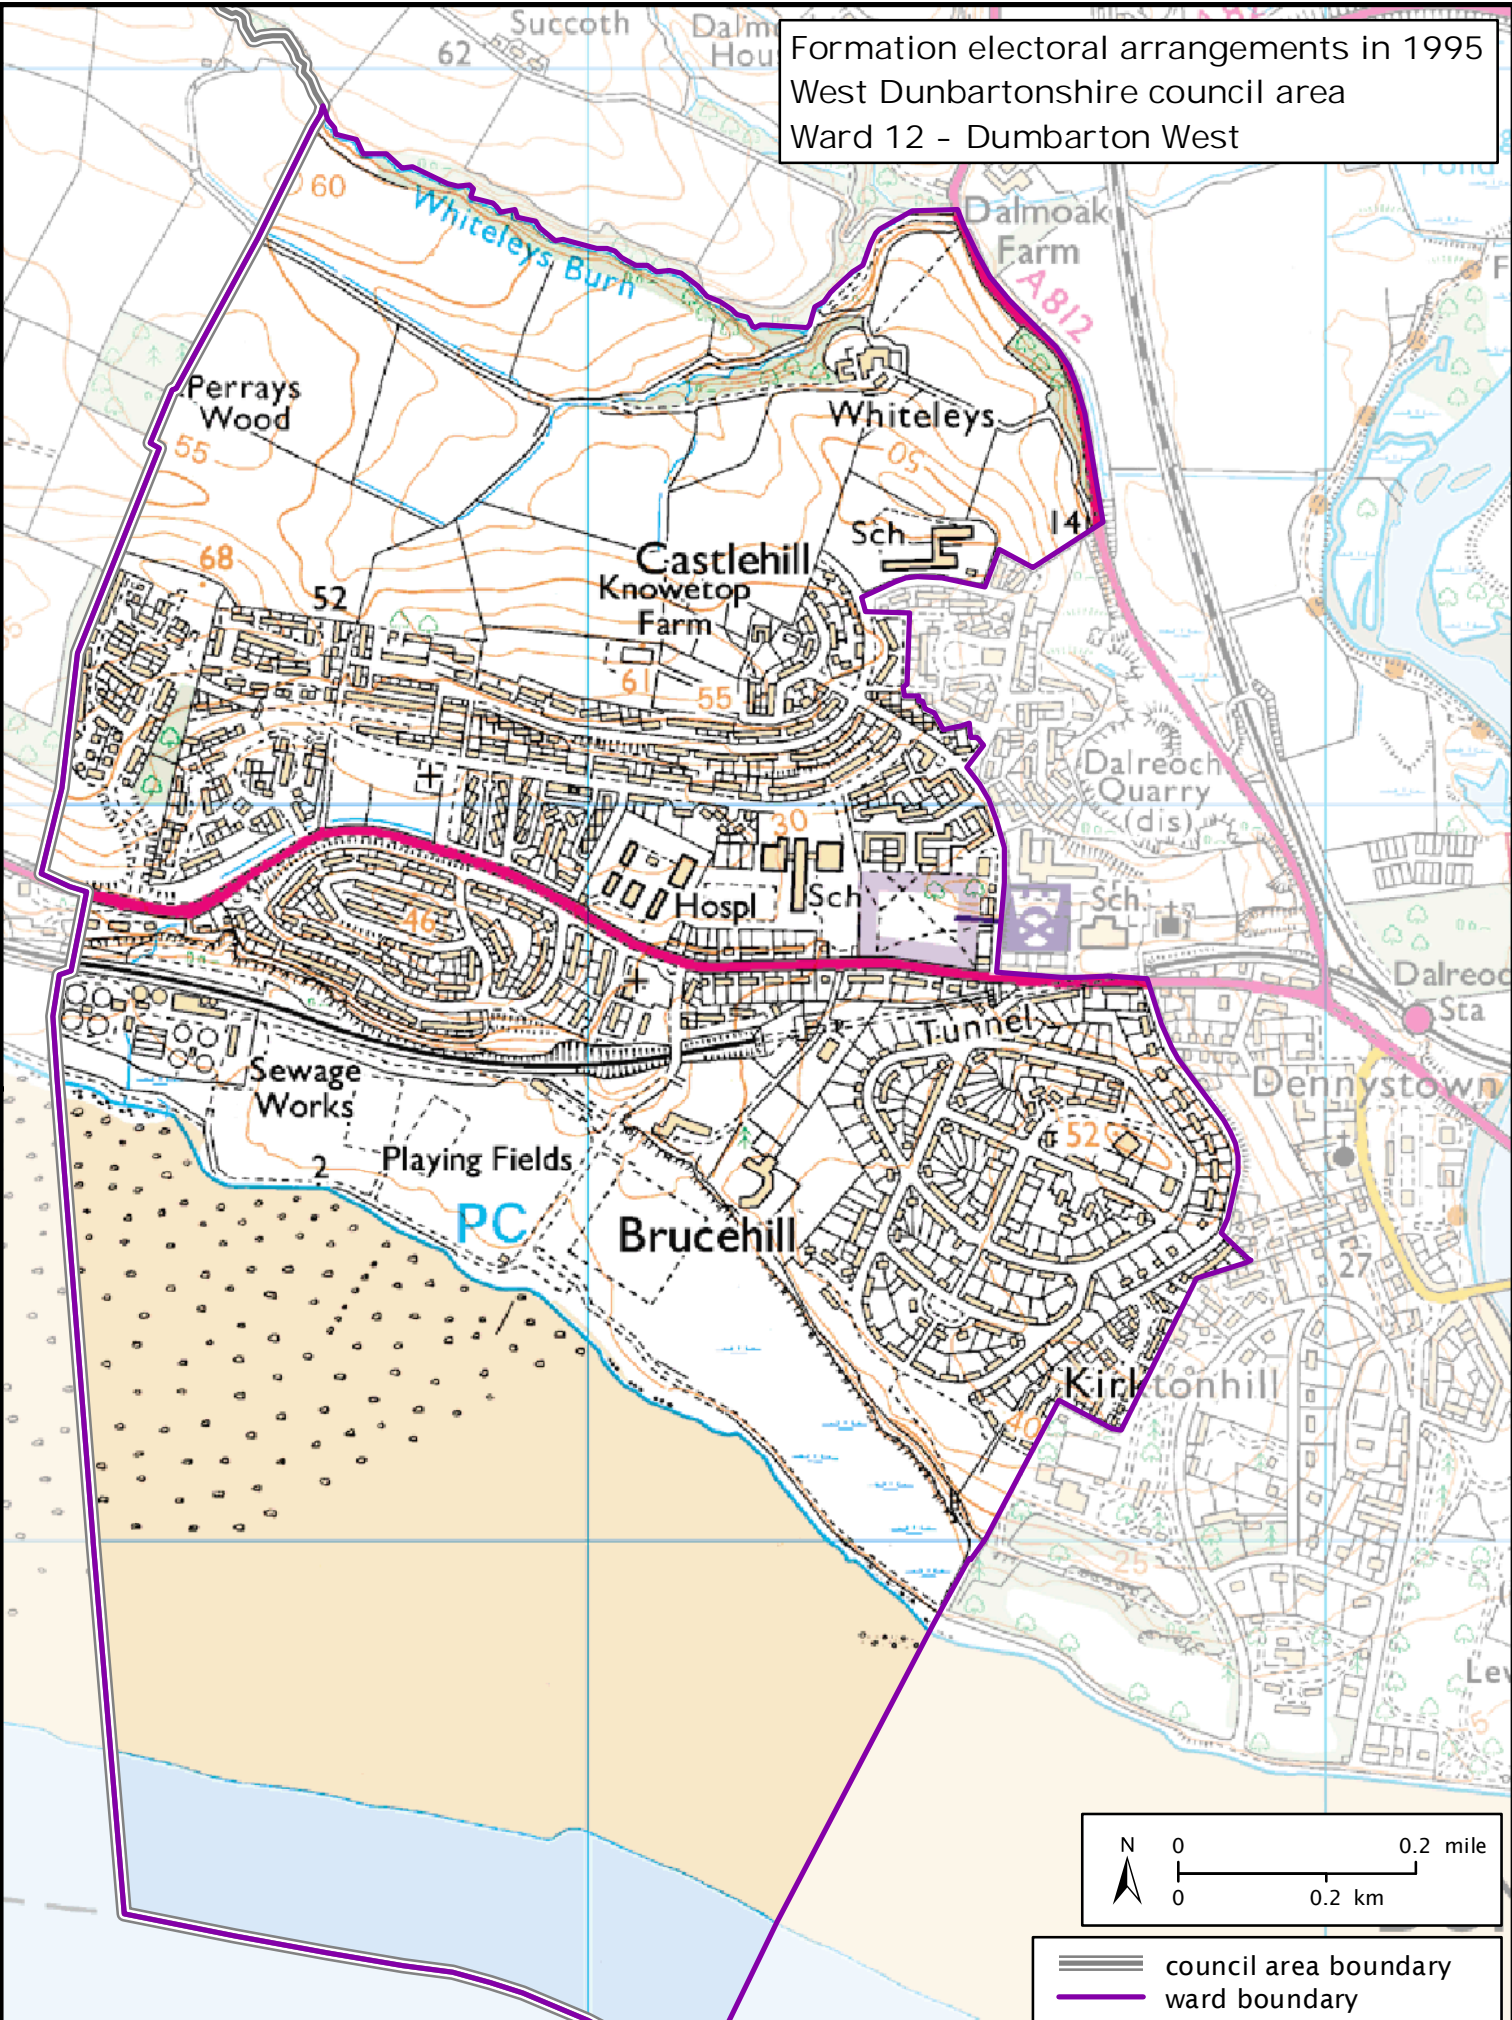 Formation electoral arrangements in 1995
West Dunbartonshire council area
Ward 12 - Dumbarton West
Succoth
62
60
Whiteleys Burn
Dalmoak
Farm
A812
Perrays
Wood
55
Whiteleys
50
Sch
14
68
52
Castlehill
Knowetop
Farm
61
55
Dalreoch
Quarry
(dis)
30
Hospl
Sch
Sch
46
Sta
Tunnel
Dennystown
Sewage
Works
52
2
Playing Fields
PC
Brucehill
27
Kirktonhill
40
25
5
N
0
0.2 mile
0
0.2 km
council area boundary
ward boundary